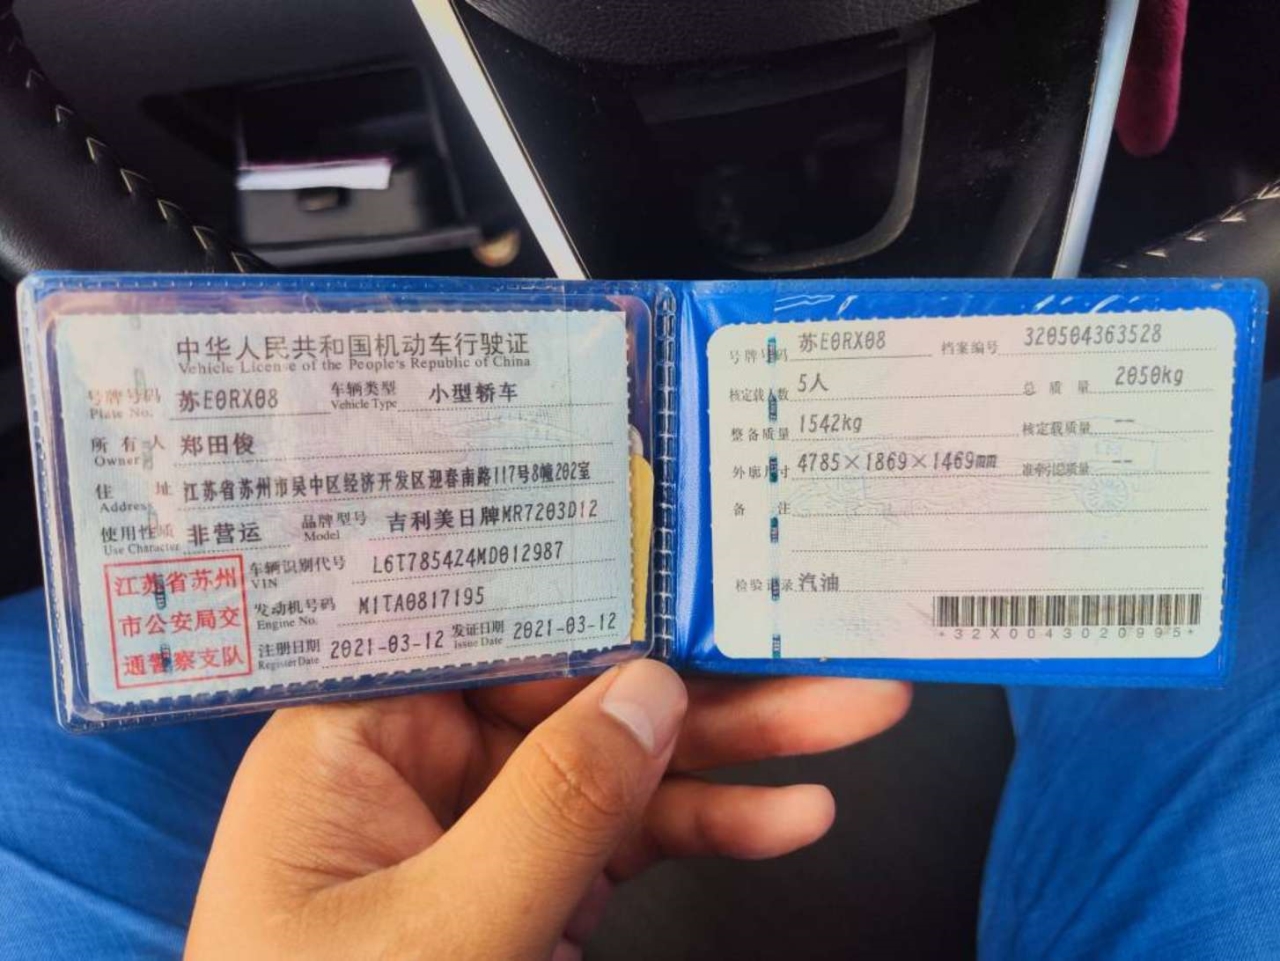 中华人民共和国机动车行驶证
Vehicle License of the People's Republic of China
号牌号码 苏E0RX08 车辆类型 小型轿车
Plate No. Vehicle Type
所有人 郑田俊
Owner
住址 江苏省苏州市吴中区经济开发区迎春南路117号8幢202室
Address
使用性质 非营运 品牌型号 吉利美日牌MR7203D12
Use Character Model
江苏省苏州市公安局交通警察支队
车辆识别代号 L6T7854Z4MD012987
VIN
发动机号码 M1TA0817195
Engine No.
注册日期 2021-03-12 发证日期 2021-03-12
Register Date Issue Date
号牌号码 苏E0RX08 档案编号 320504363528
核定载人数 5人 总质量 2050kg
整备质量 1542kg 核定载质量 --
外廓尺寸 4785×1869×1469mm 准牵引总质量 --
备注
检验记录 汽油
*32X0043020995*